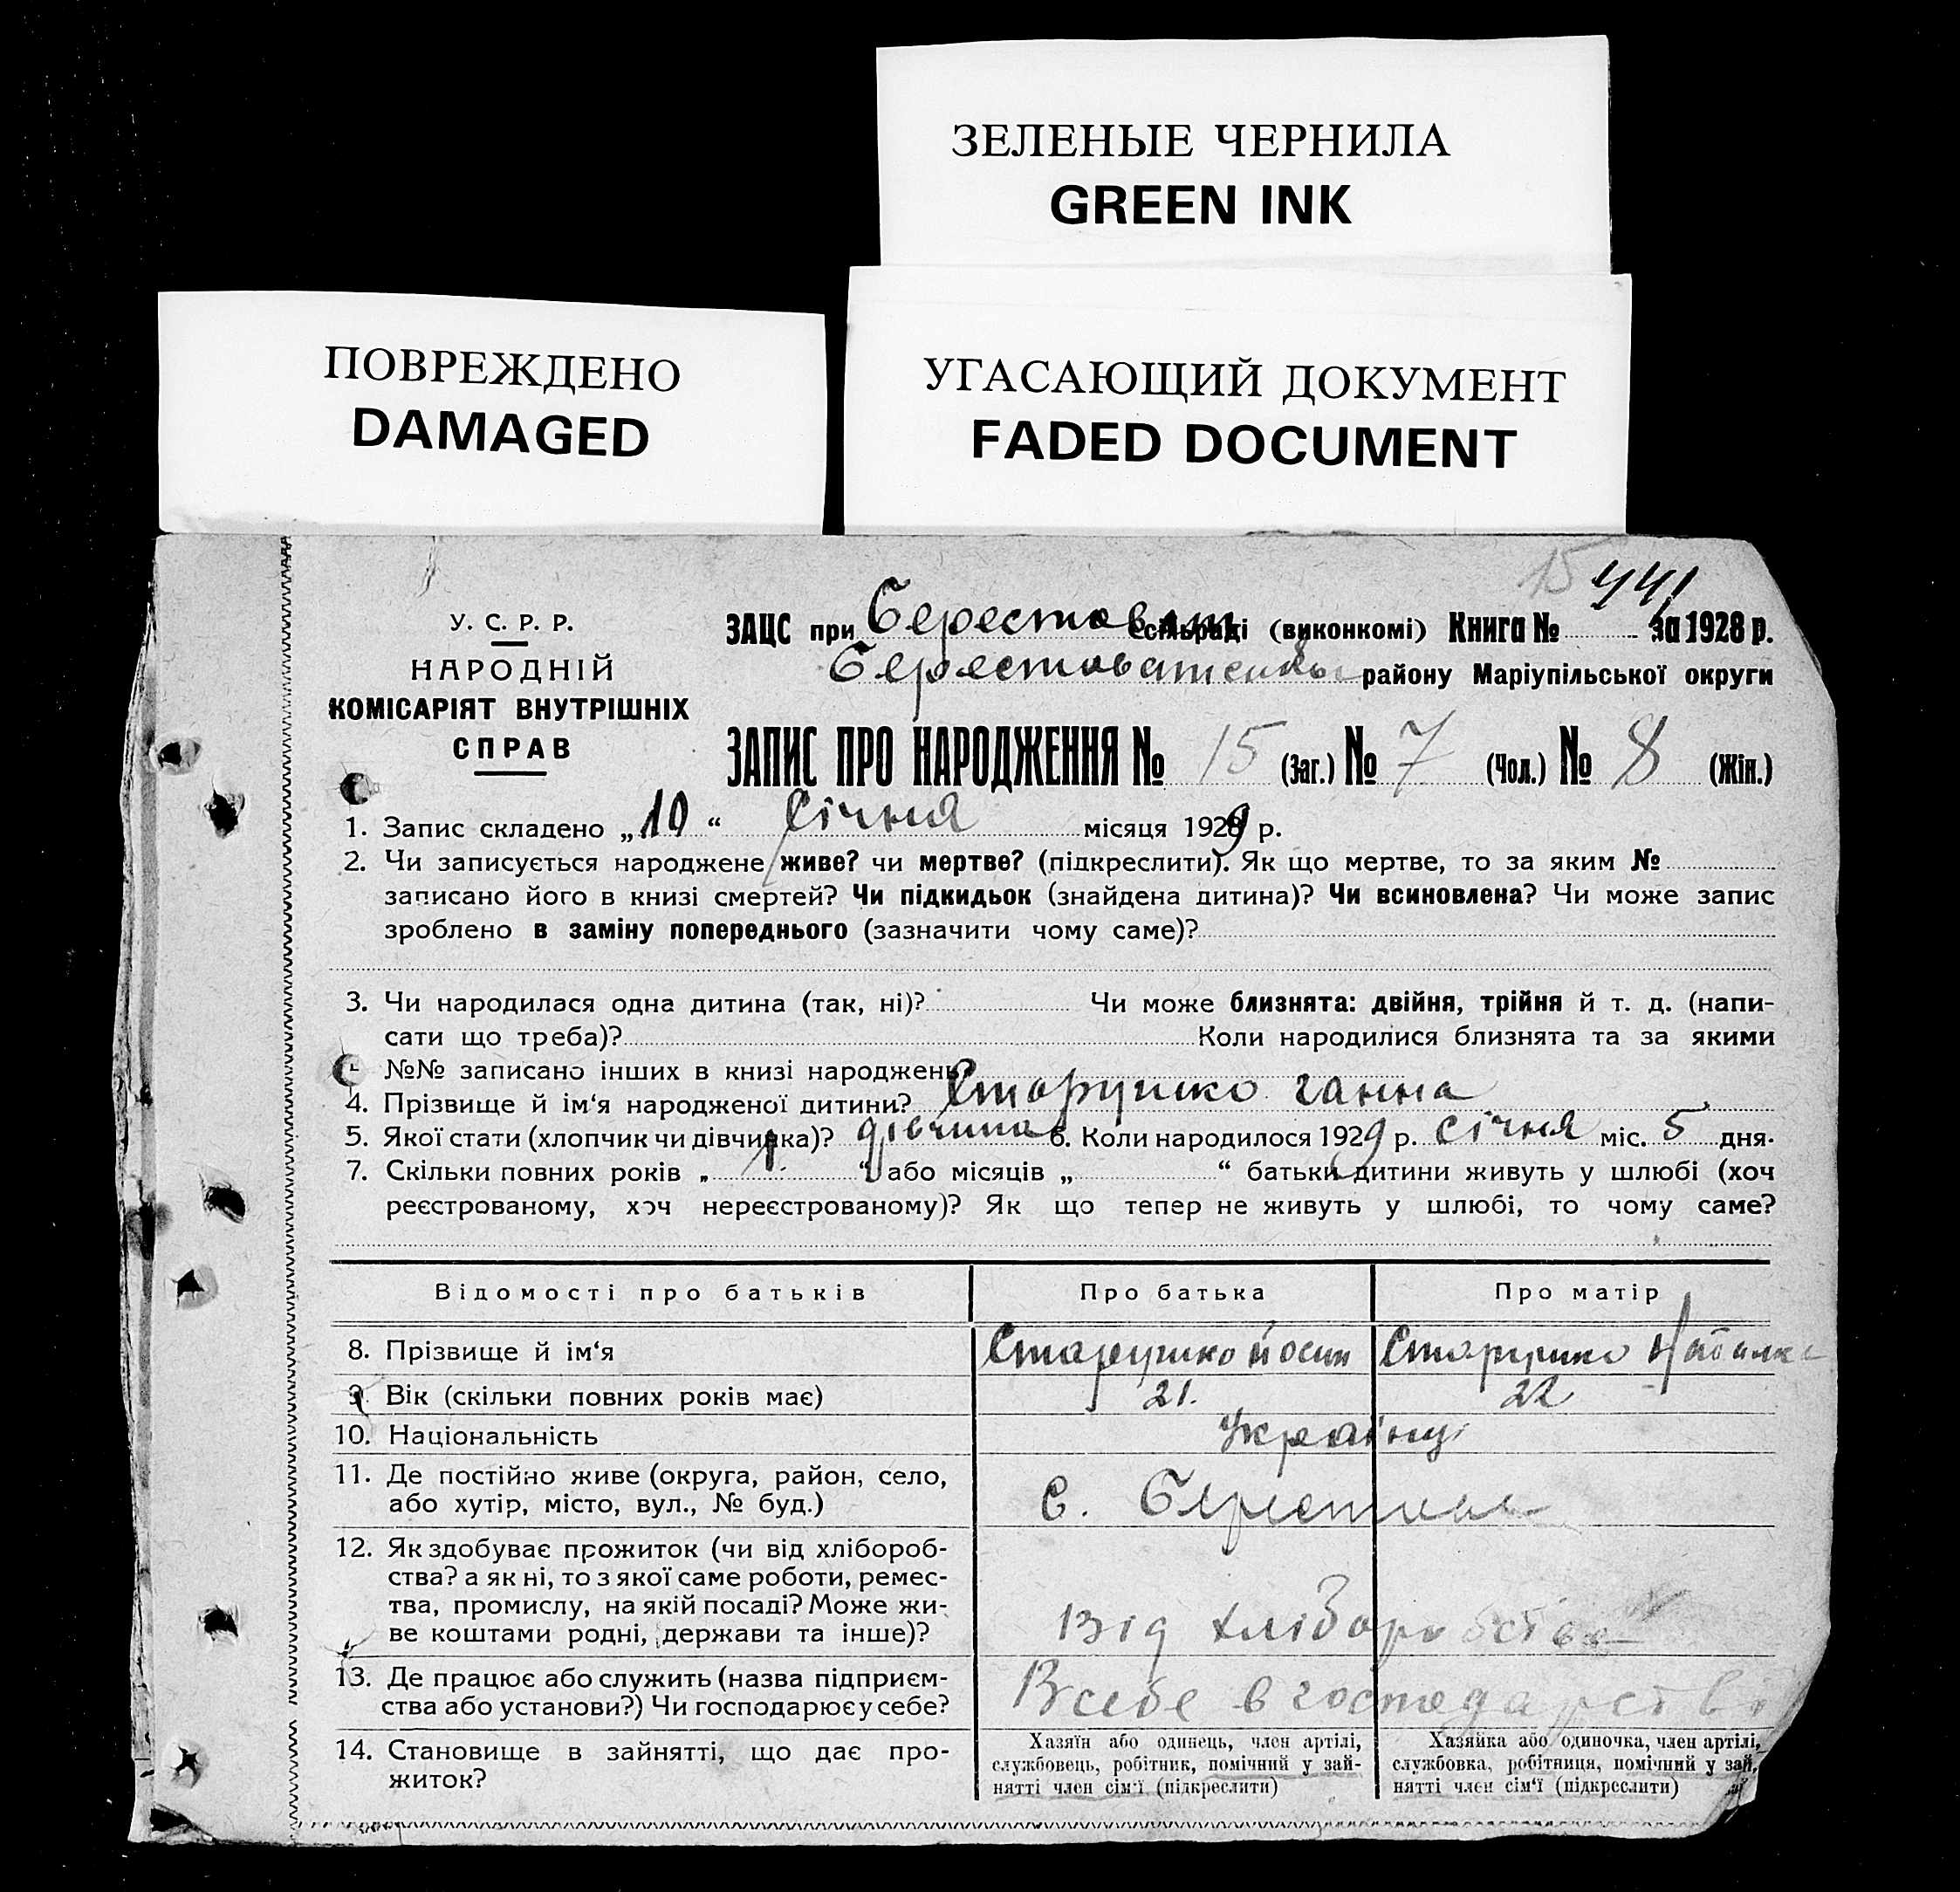 ЗЕЛЕНЫЕ ЧЕРНИЛА
GREEN INK
ПОВРЕЖДЕНО
DAMAGED
УГАСАЮЩИЙ ДОКУМЕНТ
FADED DOCUMENT
15 441
У. С. Р. Р.
НАРОДНІЙ
КОМІСАРІЯТ ВНУТРІШНІХ
СПРАВ
ЗАЦС при сільраді (виконкомі) Книга № за 1928 р.
району Маріупільської округи
ЗАПИС ПРО НАРОДЖЕННЯ № 15 (Заг.) № 7 (Чол.) № 8 (Жін.)
1. Запис складено „10“ Січня місяця 1929 р.
2. Чи записується народжене живе? чи мертве? (підкреслити). Як що мертве, то за яким №
записано його в книзі смертей? Чи підкидьок (знайдена дитина)? Чи всиновлена? Чи може запис
зроблено в заміну попереднього (зазначити чому саме)?
3. Чи народилася одна дитина (так, ні)? Чи може близнята: двійня, трійня й т. д. (напи-
сати що треба)? Коли народилися близнята та за якими
№№ записано інших в книзі народжень?
4. Прізвище й ім‘я народженої дитини? Старушко ганна
5. Якої стати (хлопчик чи дівчинка)? дівчина 6. Коли народилося 1929 р. січня міс. 5 дня.
7. Скільки повних років „ 1 “ або місяців „ “ батьки дитини живуть у шлюбі (хоч
реєстрованому, хоч нереєстрованому)? Як що тепер не живуть у шлюбі, то чому саме?
Відомості про батьків Про батька Про матір
8. Прізвище й ім‘я Старушко йосип Старушко Наталка
9. Вік (скільки повних років має) 21. 22
10. Національність Українці
11. Де постійно живе (округа, район, село,
або хутір, місто, вул., № буд.) С. Берестова
12. Як здобуває прожиток (чи від хлібороб-
ства? а як ні, то з якої саме роботи, ремес-
тва, промислу, на якій посаді? Може жи-
ве коштами родні, держави та інше)? Від хліборобства
13. Де працює або служить (назва підприєм-
ства або установи?) Чи господарює у себе? В себе в господарстві
14. Становище в зайнятті, що дає про-
житок?
Хазяїн або одинець, член артілі,
службовець, робітник, помічний у зай-
нятті член сім‘ї (підкреслити)
Хазяйка або одиночка, член артілі,
службовка, робітниця, помічний у зай-
нятті член сім‘ї (підкреслити)